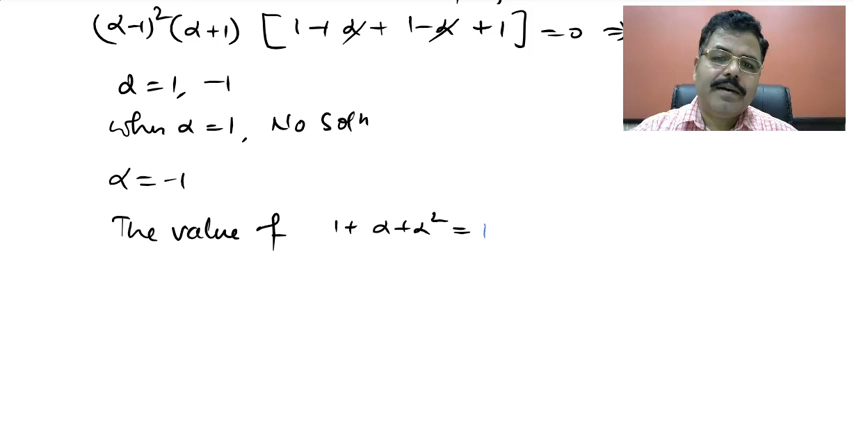 (α-1)²(α+1) [1+α+ 1-α +1] =0 ⇒
α = 1, -1
when α = 1, No Soln
α = -1
The value of 1+ α+α² = 1